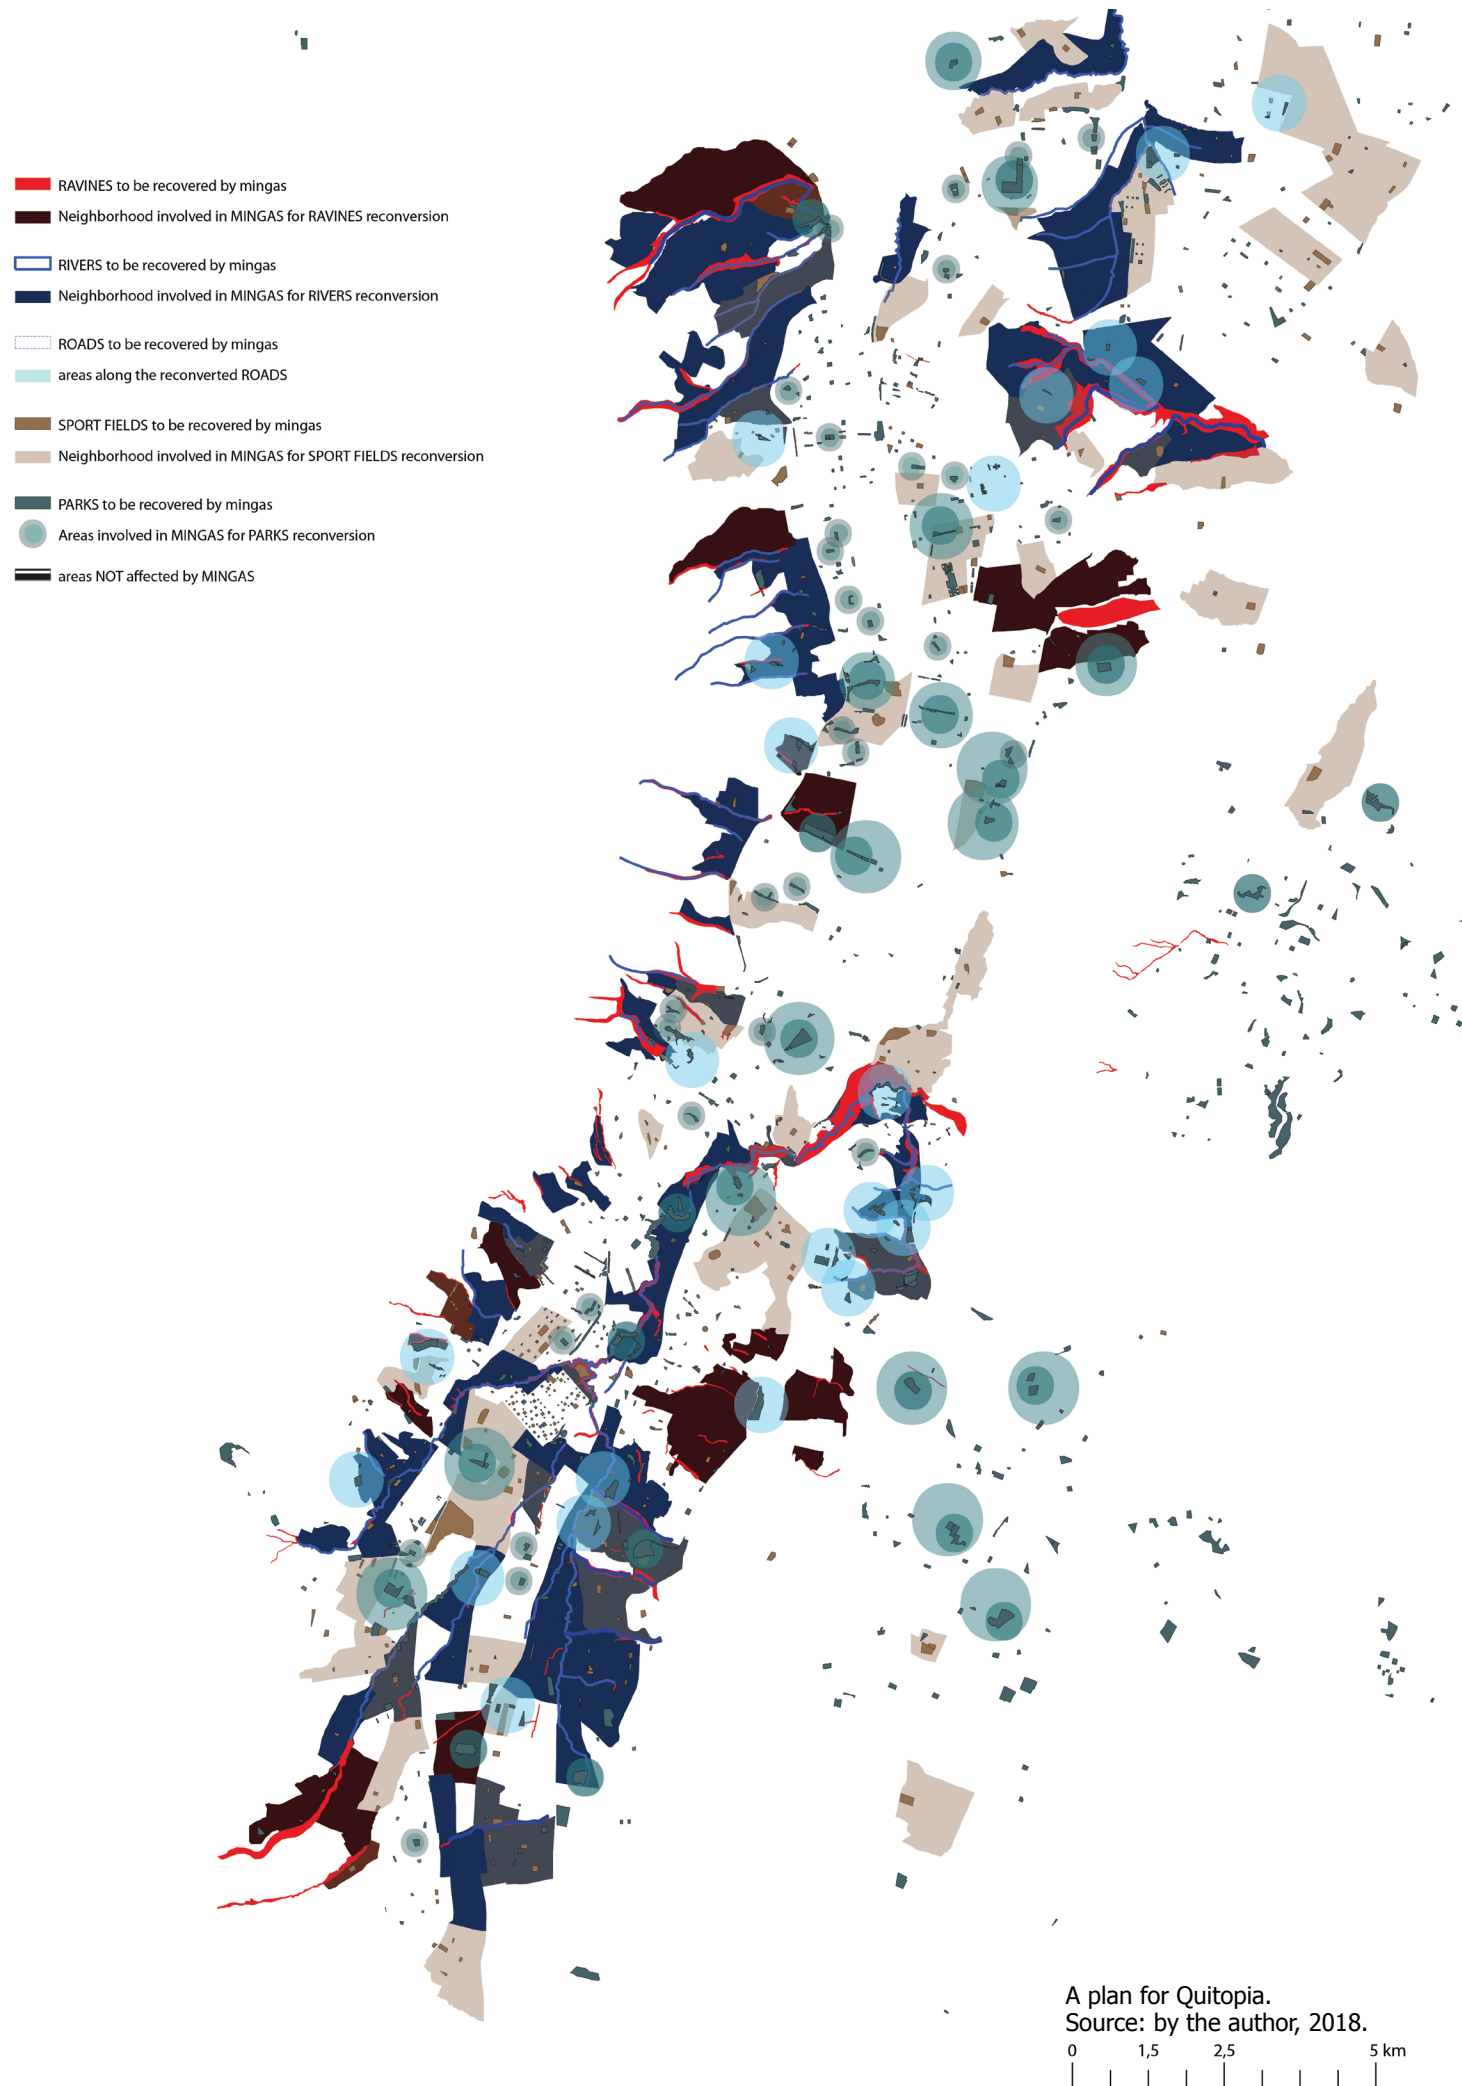 RAVINES to be recovered by mingas
Neighborhood involved in MINGAS for RAVINES reconversion
RIVERS to be recovered by mingas
Neighborhood involved in MINGAS for RIVERS reconversion
ROADS to be recovered by mingas
areas along the reconverted ROADS
SPORT FIELDS to be recovered by mingas
Neighborhood involved in MINGAS for SPORT FIELDS reconversion
PARKS to be recovered by mingas
Areas involved in MINGAS for PARKS reconversion
areas NOT affected by MINGAS
A plan for Quitopia.
Source: by the author, 2018.
0 1,5 2,5 5 km